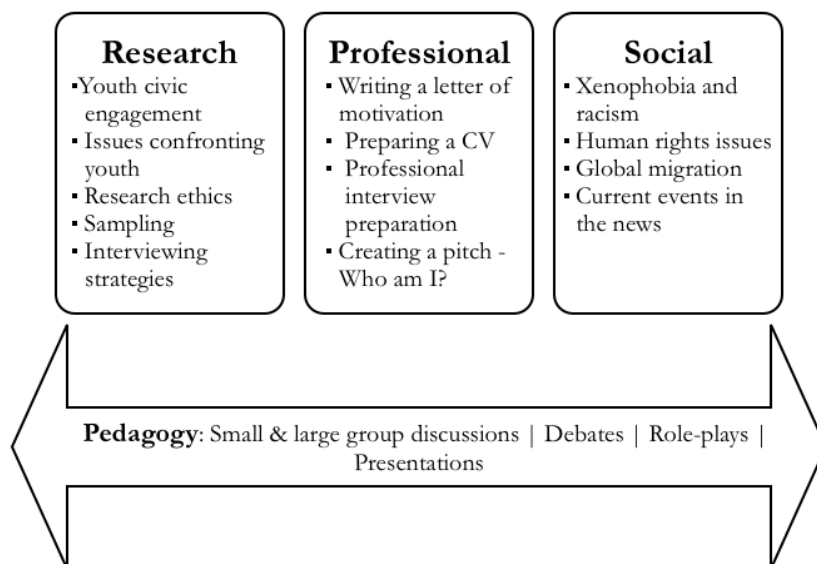 Research
▪Youth civic
engagement
▪ Issues confronting
youth
▪ Research ethics
▪ Sampling
▪ Interviewing
strategies
Professional
▪ Writing a letter of
motivation
▪ Preparing a CV
▪ Professional
interview
preparation
▪ Creating a pitch -
Who am I?
Social
▪ Xenophobia and
racism
▪ Human rights issues
▪ Global migration
▪ Current events in
the news
Pedagogy: Small & large group discussions | Debates | Role-plays |
Presentations